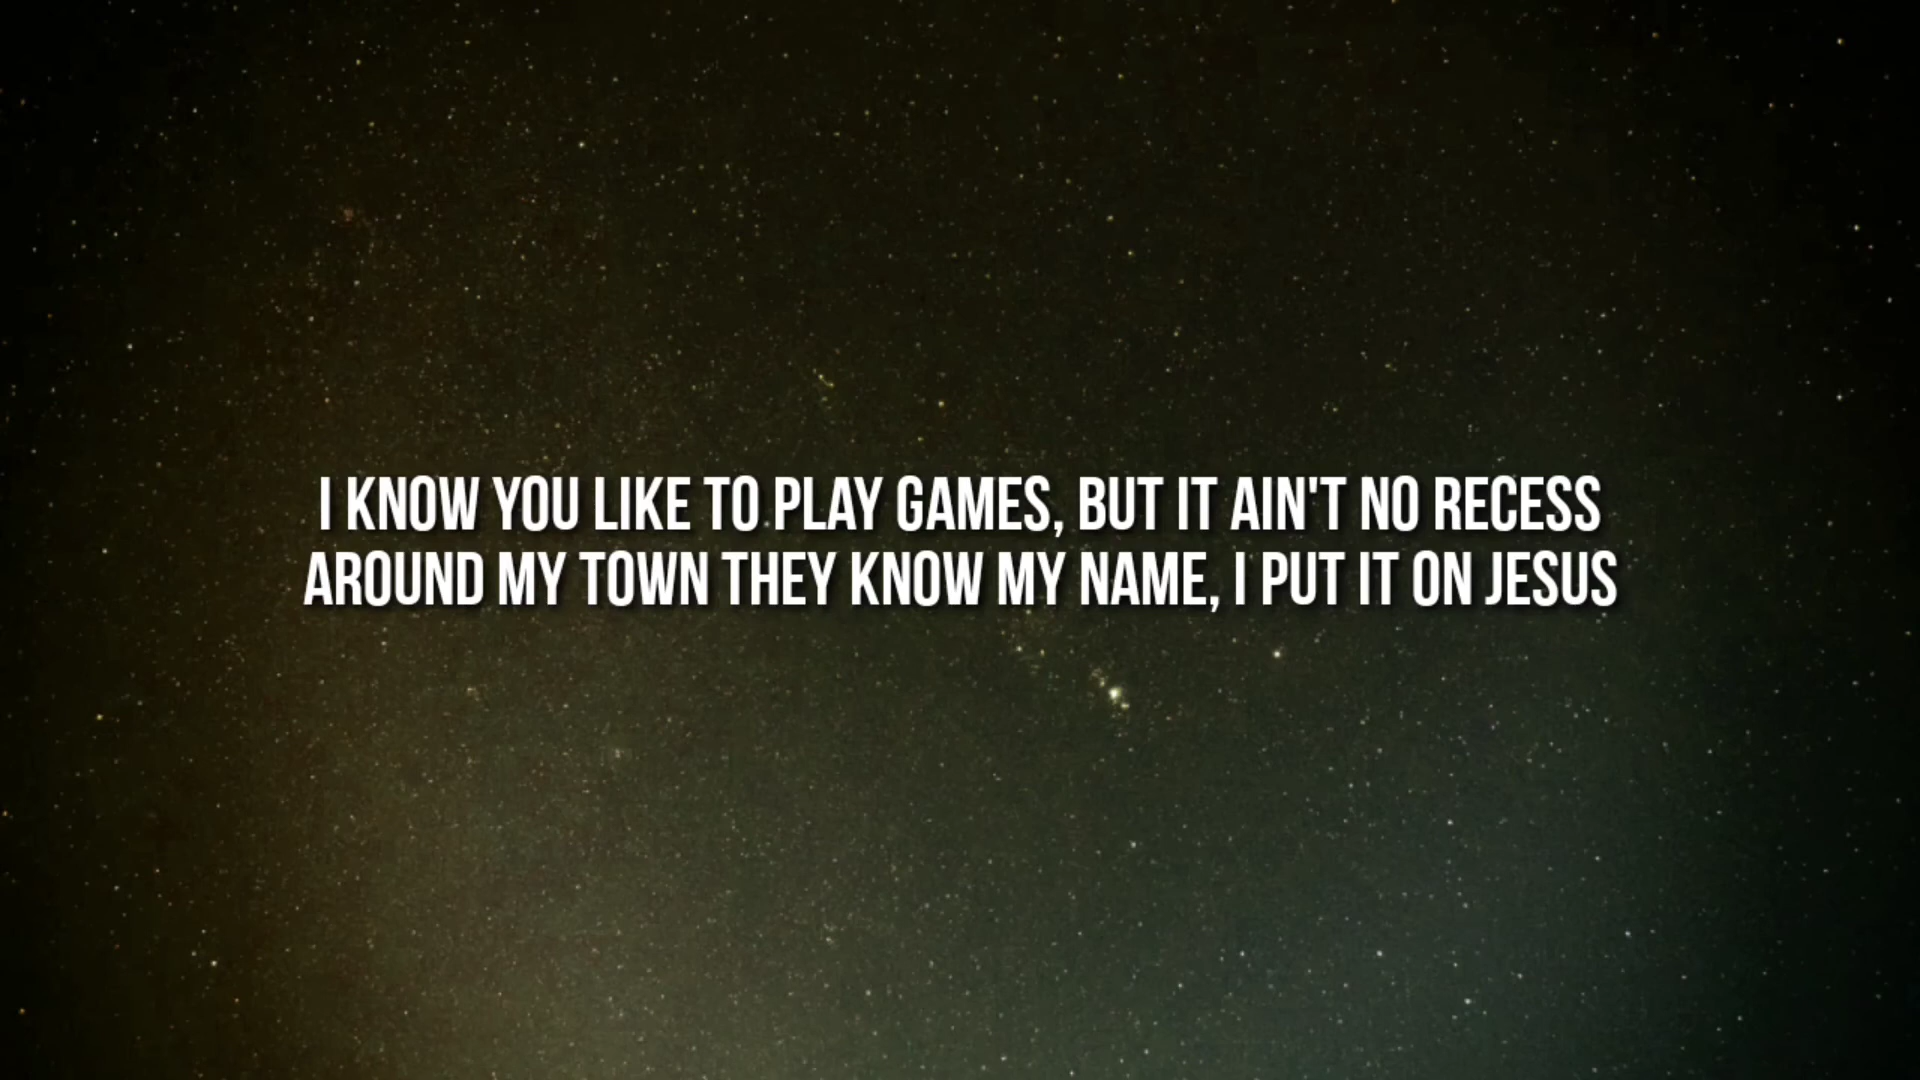 I KNOW YOU LIKE TO PLAY GAMES, BUT IT AIN'T NO RECESS
AROUND MY TOWN THEY KNOW MY NAME, I PUT IT ON JESUS